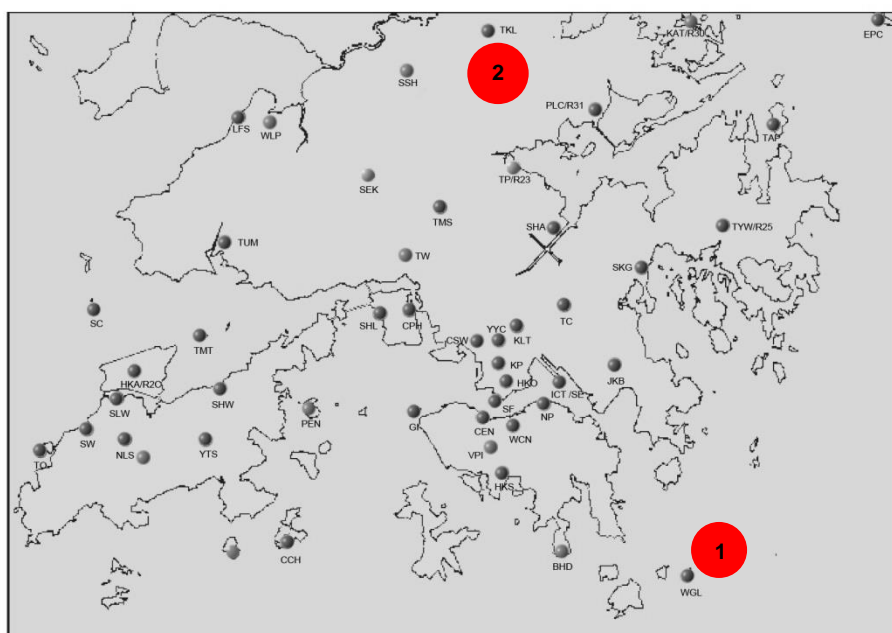 TKL
KAT/R30
EPC
2
SSH
PLC/R31
LFS
WLP
TAP
SEK
TP/R23
TMS
SHA
TYW/R25
TUM
TW
SKG
SC
SHL
CPH
TC
CSW
YYC
KLT
TMT
KP
JKB
HKA/R2O
HKO
ICT /SE
SHW
SLW
PEN
SF
NP
GI
CEN
WCN
SW
NLS
YTS
VPI
TO
HKS
CCH
BHD
1
WGL